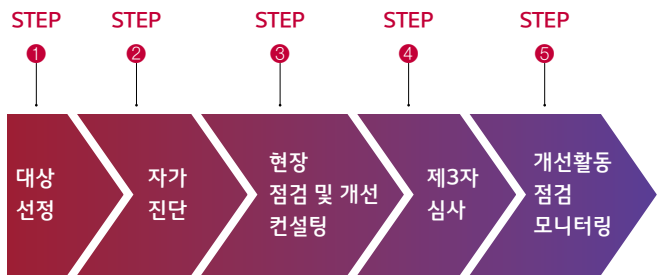 STEP STEP STEP STEP STEP
1 2 3 4 5
대상
선정
자가
진단
현장
점검 및 개선
컨설팅
제3자
심사
개선활동
점검
모니터링